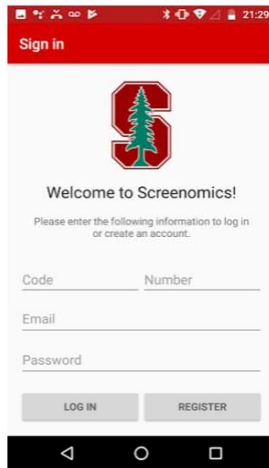 21:29
Sign in
S
Welcome to Screenomics!
Please enter the following information to log in
or create an account.
Code Number
Email
Password
LOG IN REGISTER